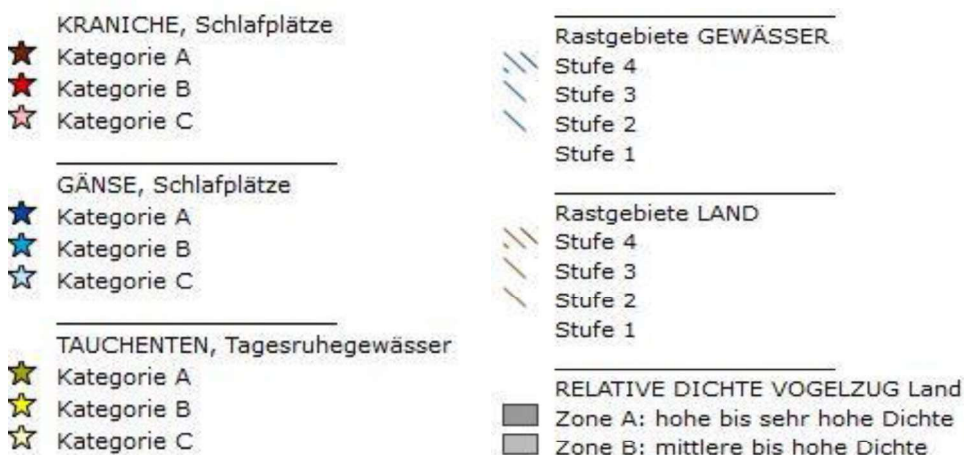 KRANICHE, Schlafplätze
Kategorie A
Kategorie B
Kategorie C
GÄNSE, Schlafplätze
Kategorie A
Kategorie B
Kategorie C
TAUCHENTEN, Tagesruhegewässer
Kategorie A
Kategorie B
Kategorie C
Rastgebiete GEWÄSSER
Stufe 4
Stufe 3
Stufe 2
Stufe 1
Rastgebiete LAND
Stufe 4
Stufe 3
Stufe 2
Stufe 1
RELATIVE DICHTE VOGELZUG Land
Zone A: hohe bis sehr hohe Dichte
Zone B: mittlere bis hohe Dichte